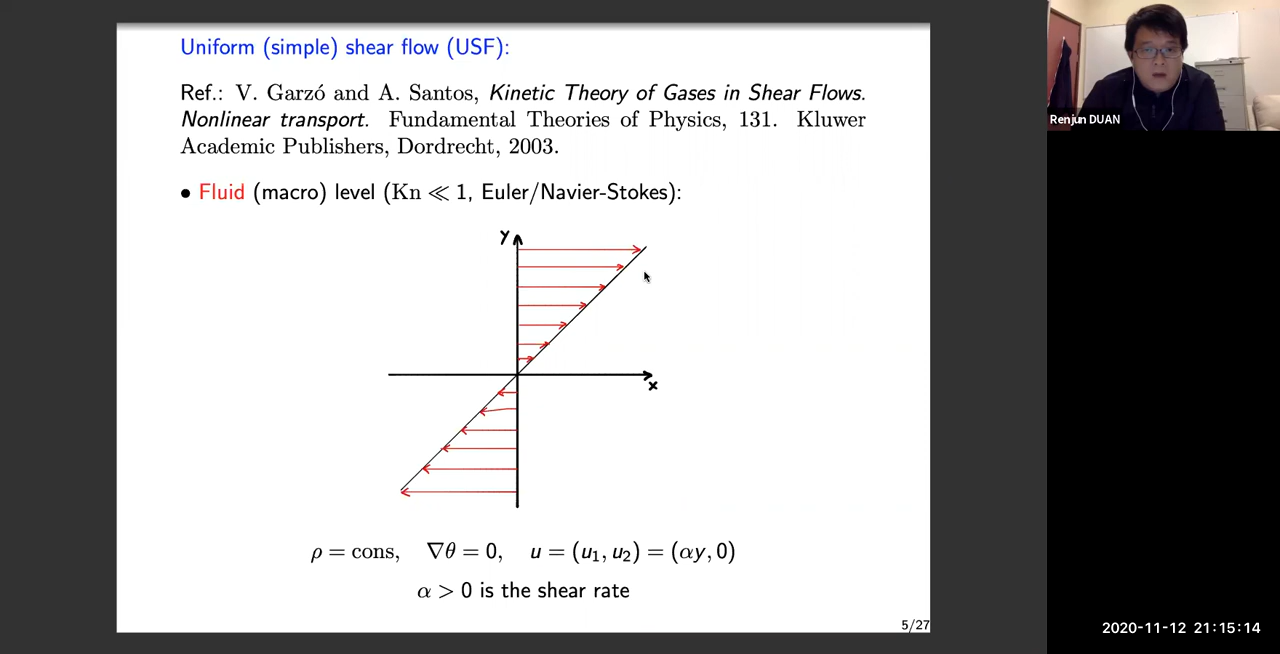 Uniform (simple) shear flow (USF):
Ref.: V. Garzó and A. Santos, Kinetic Theory of Gases in Shear Flows.
Nonlinear transport. Fundamental Theories of Physics, 131. Kluwer
Academic Publishers, Dordrecht, 2003.
• Fluid (macro) level (Kn ≪ 1, Euler/Navier-Stokes):
Y
x
ρ = cons, ∇θ = 0, u = (u₁, u₂) = (αy, 0)
α > 0 is the shear rate
5/27
Renjun DUAN
2020-11-12 21:15:14